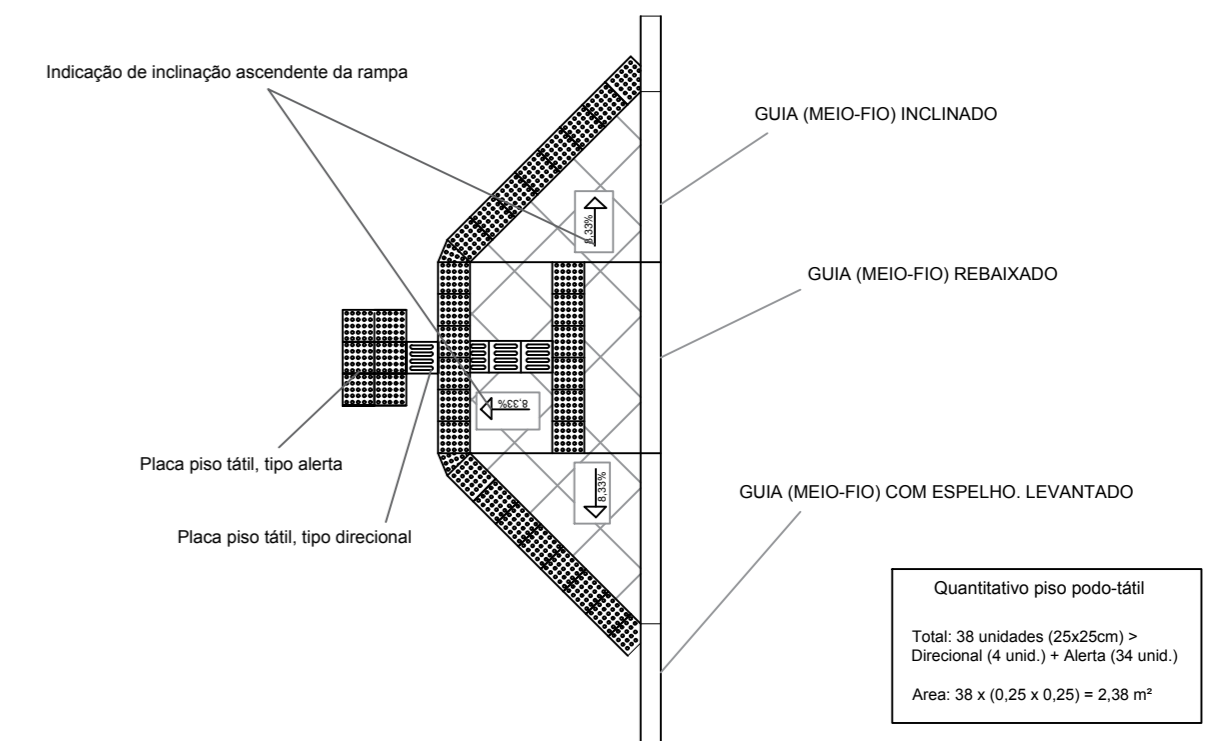 Indicação de inclinação ascendente da rampa
GUIA (MEIO-FIO) INCLINADO
8,33%
GUIA (MEIO-FIO) REBAIXADO
8,33%
Placa piso tátil, tipo alerta
8,33%
GUIA (MEIO-FIO) COM ESPELHO. LEVANTADO
Placa piso tátil, tipo direcional
Quantitativo piso podo-tátil
Total: 38 unidades (25x25cm) >
Direcional (4 unid.) + Alerta (34 unid.)
Area: 38 x (0,25 x 0,25) = 2,38 m²